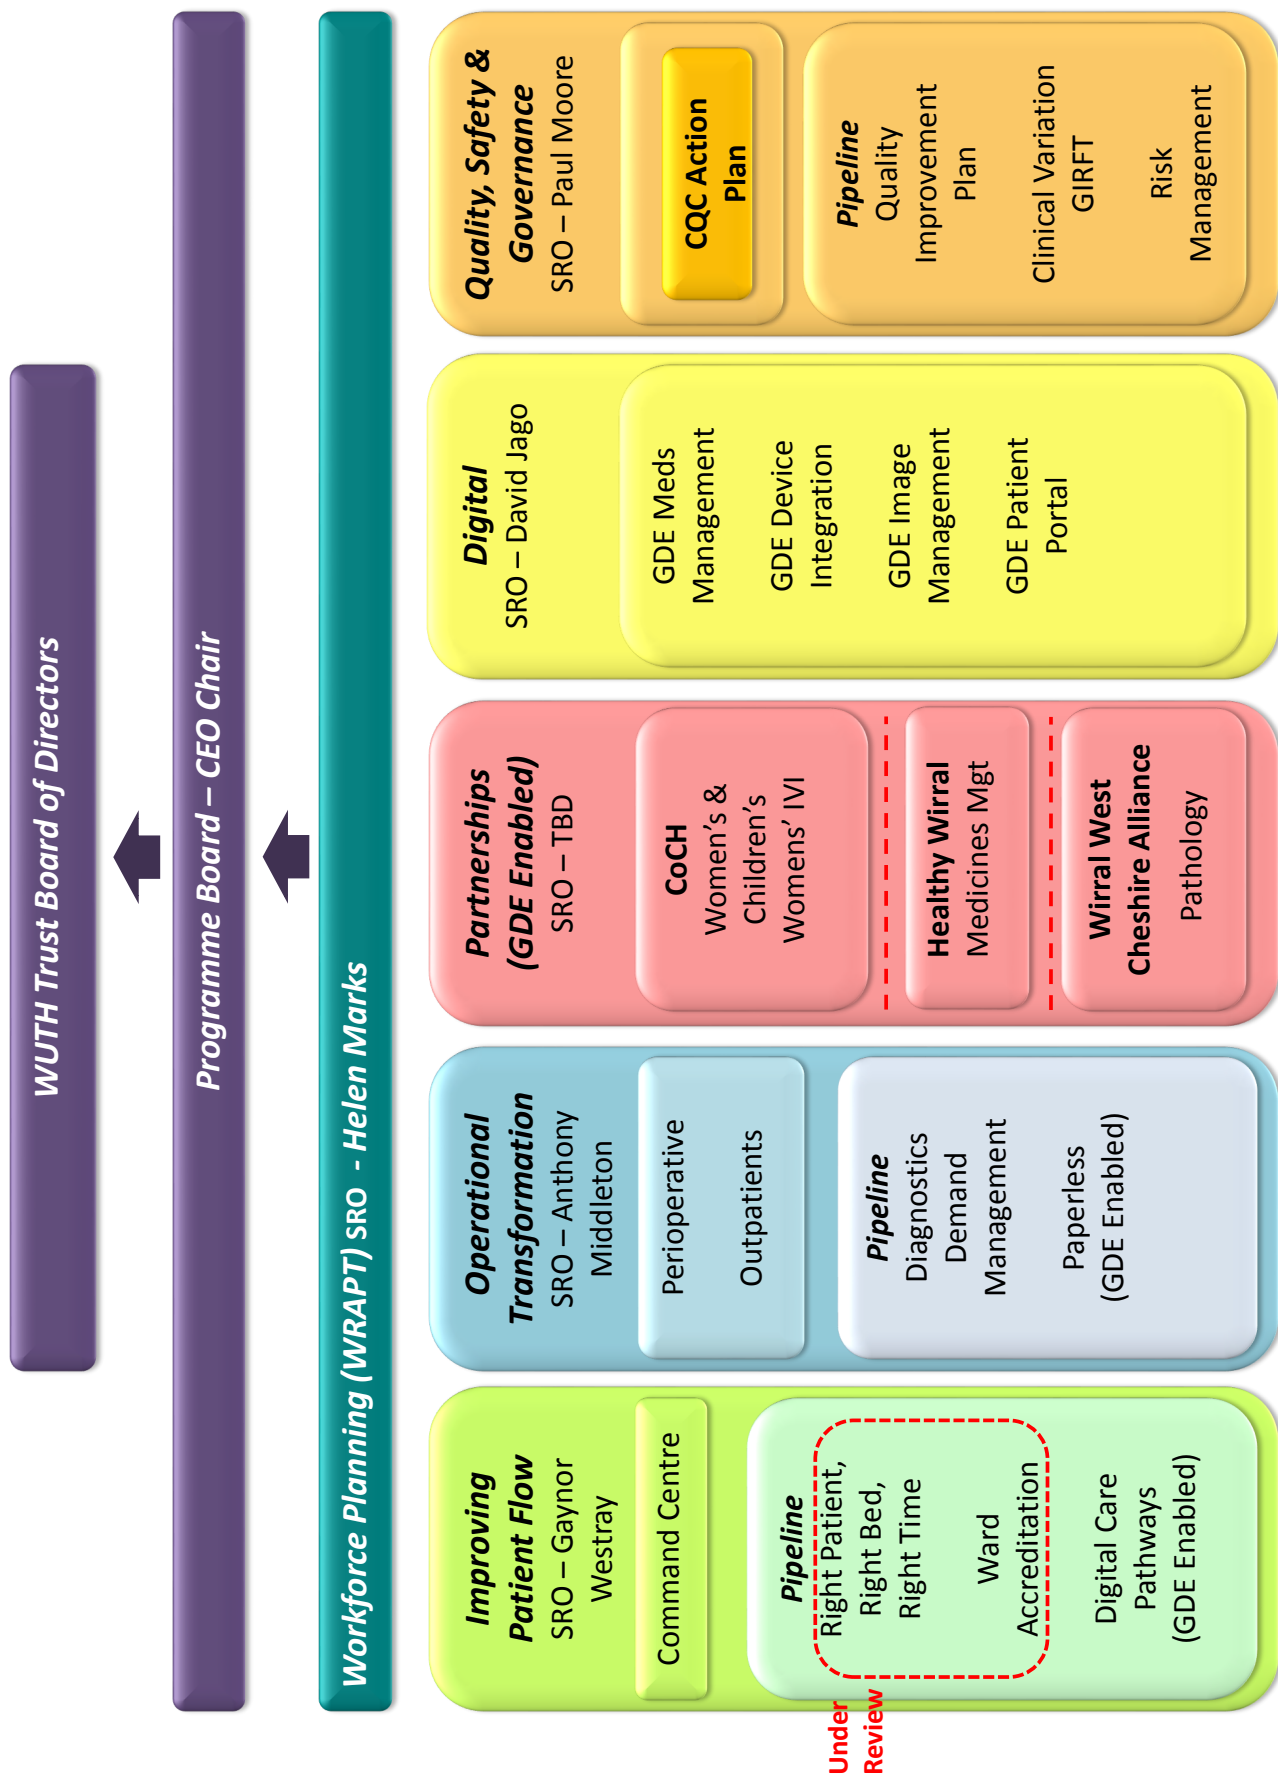 WUTH Trust Board of Directors
Programme Board – CEO Chair
Workforce Planning (WRAPT) SRO - Helen Marks
Improving
Patient Flow
SRO – Gaynor
Westray
Command Centre
Pipeline
Right Patient,
Right Bed,
Right Time
Ward
Accreditation
Digital Care
Pathways
(GDE Enabled)
Under
Review
Operational
Transformation
SRO – Anthony
Middleton
Perioperative
Outpatients
Pipeline
Diagnostics
Demand
Management
Paperless
(GDE Enabled)
Partnerships
(GDE Enabled)
SRO – TBD
CoCH
Women's &
Children's
Womens' IVI
Healthy Wirral
Medicines Mgt
Wirral West
Cheshire Alliance
Pathology
Digital
SRO – David Jago
GDE Meds
Management
GDE Device
Integration
GDE Image
Management
GDE Patient
Portal
Quality, Safety &
Governance
SRO – Paul Moore
CQC Action
Plan
Pipeline
Quality
Improvement
Plan
Clinical Variation
GIRFT
Risk
Management